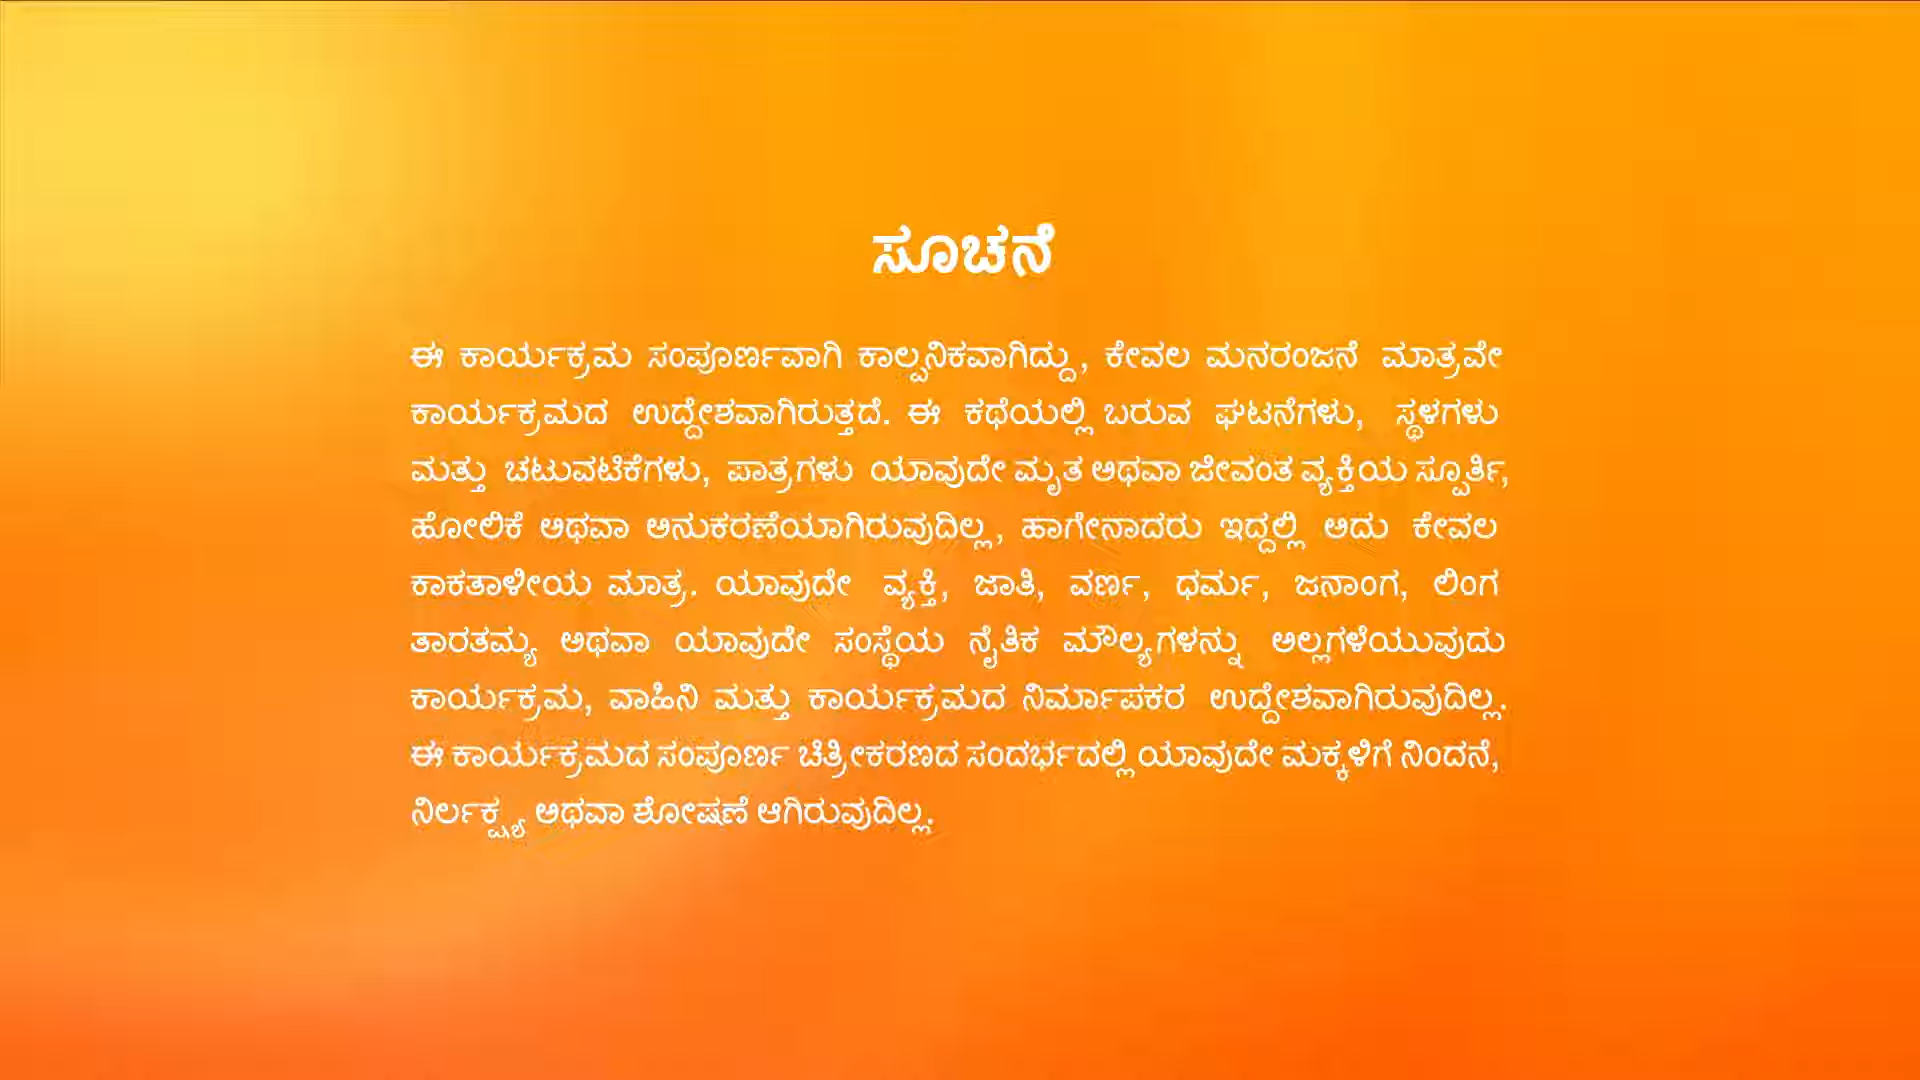 ಸೂಚನೆ
ಈ ಕಾರ್ಯಕ್ರಮ ಸಂಪೂರ್ಣವಾಗಿ ಕಾಲ್ಪನಿಕವಾಗಿದ್ದು, ಕೇವಲ ಮನರಂಜನೆ ಮಾತ್ರವೇ
ಕಾರ್ಯಕ್ರಮದ ಉದ್ದೇಶವಾಗಿರುತ್ತದೆ. ಈ ಕಥೆಯಲ್ಲಿ ಬರುವ ಘಟನೆಗಳು, ಸ್ಥಳಗಳು
ಮತ್ತು ಚಟುವಟಿಕೆಗಳು, ಪಾತ್ರಗಳು ಯಾವುದೇ ಮೃತ ಅಥವಾ ಜೀವಂತ ವ್ಯಕ್ತಿಯ ಸ್ಪೂರ್ತಿ,
ಹೋಲಿಕೆ ಅಥವಾ ಅನುಕರಣೆಯಾಗಿರುವುದಿಲ್ಲ, ಹಾಗೇನಾದರು ಇದ್ದಲ್ಲಿ ಅದು ಕೇವಲ
ಕಾಕತಾಳೀಯ ಮಾತ್ರ. ಯಾವುದೇ ವ್ಯಕ್ತಿ, ಜಾತಿ, ವರ್ಣ, ಧರ್ಮ, ಜನಾಂಗ, ಲಿಂಗ
ತಾರತಮ್ಯ ಅಥವಾ ಯಾವುದೇ ಸಂಸ್ಥೆಯ ನೈತಿಕ ಮೌಲ್ಯಗಳನ್ನು ಅಲ್ಲಗಳೆಯುವುದು
ಕಾರ್ಯಕ್ರಮ, ವಾಹಿನಿ ಮತ್ತು ಕಾರ್ಯಕ್ರಮದ ನಿರ್ಮಾಪಕರ ಉದ್ದೇಶವಾಗಿರುವುದಿಲ್ಲ.
ಈ ಕಾರ್ಯಕ್ರಮದ ಸಂಪೂರ್ಣ ಚಿತ್ರೀಕರಣದ ಸಂದರ್ಭದಲ್ಲಿ ಯಾವುದೇ ಮಕ್ಕಳಿಗೆ ನಿಂದನೆ,
ನಿರ್ಲಕ್ಷ್ಯ ಅಥವಾ ಶೋಷಣೆ ಆಗಿರುವುದಿಲ್ಲ.